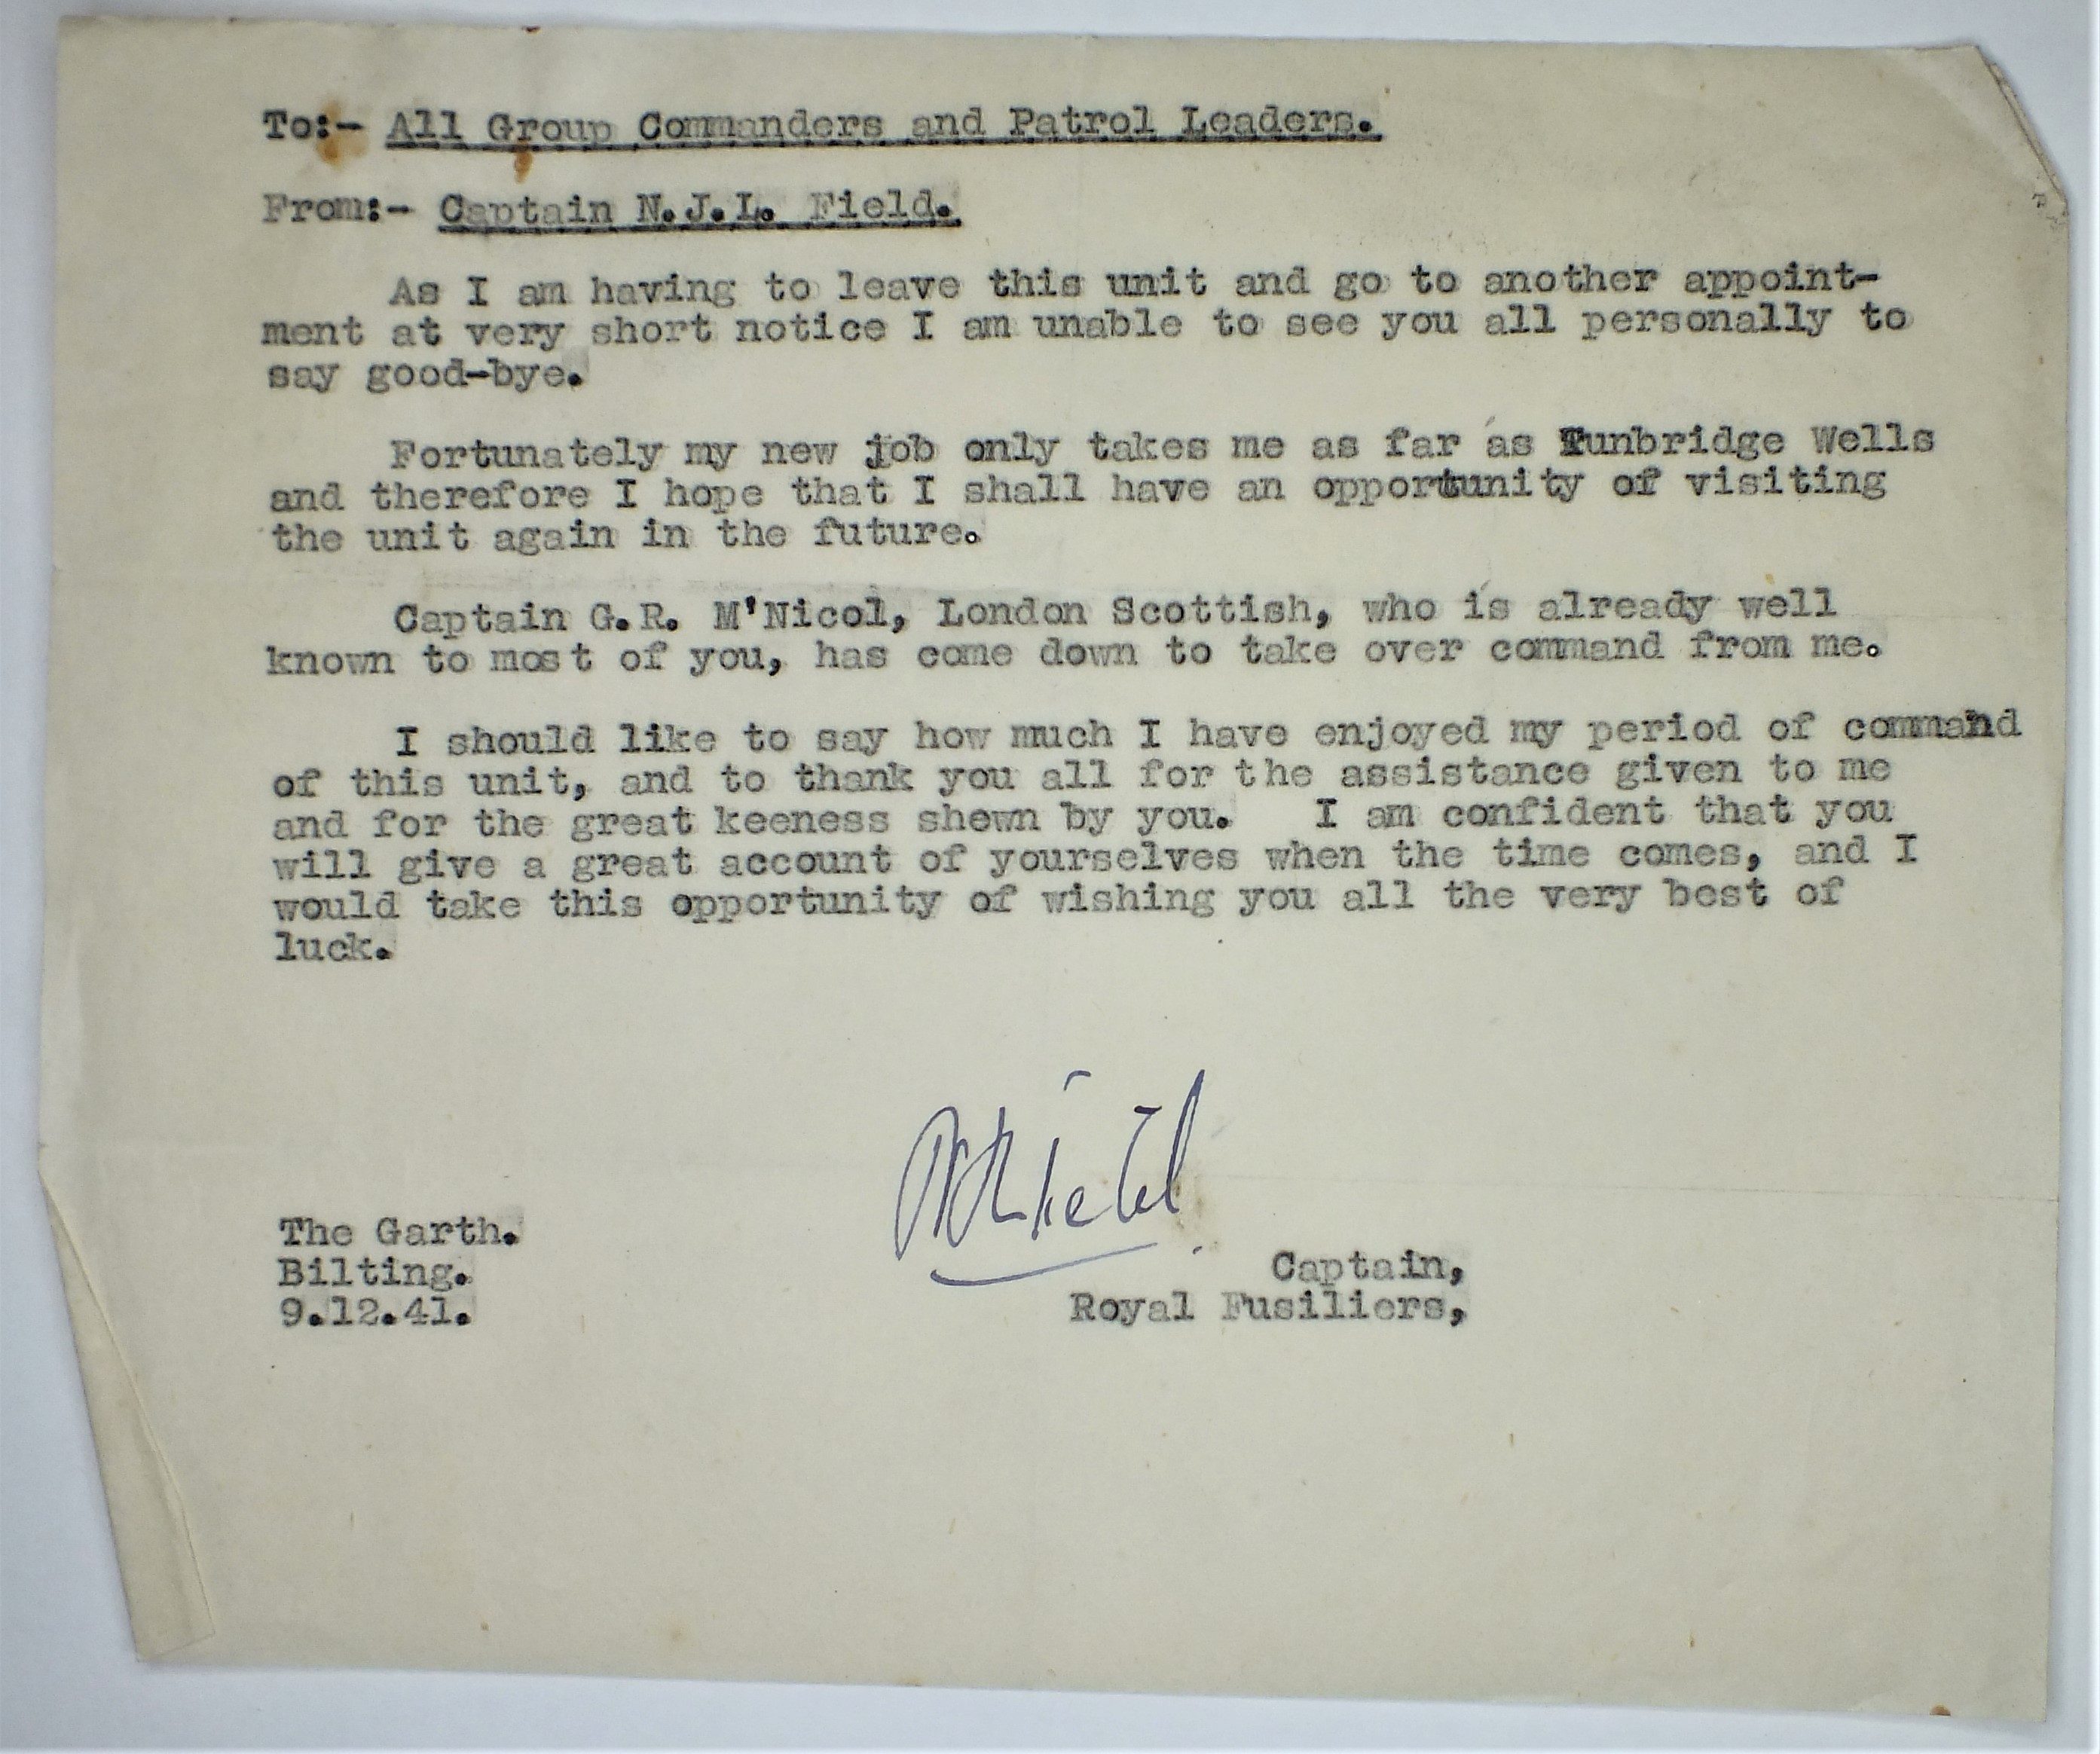 To:- All Group Commanders and Patrol Leaders.
From:- Captain N.J.L. Field.
As I am having to leave this unit and go to another appoint-
ment at very short notice I am unable to see you all personally to
say good-bye.
Fortunately my new job only takes me as far as Tunbridge Wells
and therefore I hope that I shall have an opportunity of visiting
the unit again in the future.
Captain G.R. M'Nicol, London Scottish, who is already well
known to most of you, has come down to take over command from me.
I should like to say how much I have enjoyed my period of command
of this unit, and to thank you all for the assistance given to me
and for the great keeness shewn by you. I am confident that you
will give a great account of yourselves when the time comes, and I
would take this opportunity of wishing you all the very best of
luck.
The Garth.
Bilting.
9.12.41.
Captain,
Royal Fusiliers,